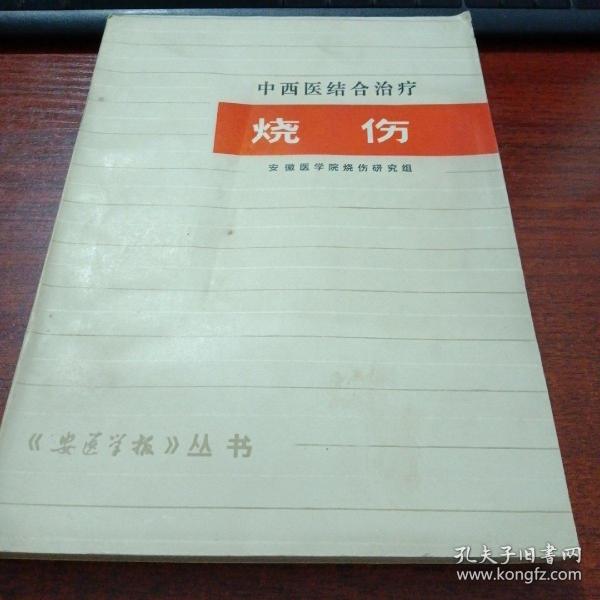 中西医结合治疗
烧伤
安徽医学院烧伤研究组
《安医学报》丛书
孔夫子旧书网
www.kongfz.com